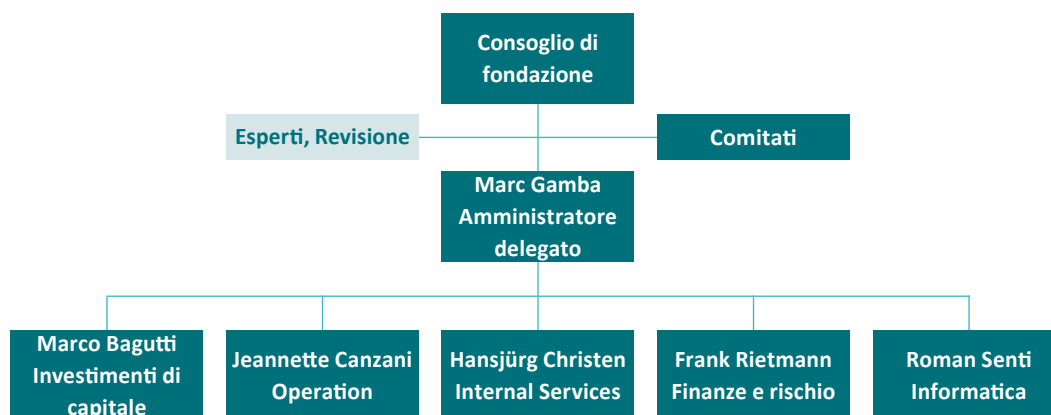 Consoglio di
fondazione
Esperti, Revisione
Comitati
Marc Gamba
Amministratore
delegato
Marco Bagutti
Investimenti di
capitale
Jeannette Canzani
Operation
Hansjürg Christen
Internal Services
Frank Rietmann
Finanze e rischio
Roman Senti
Informatica